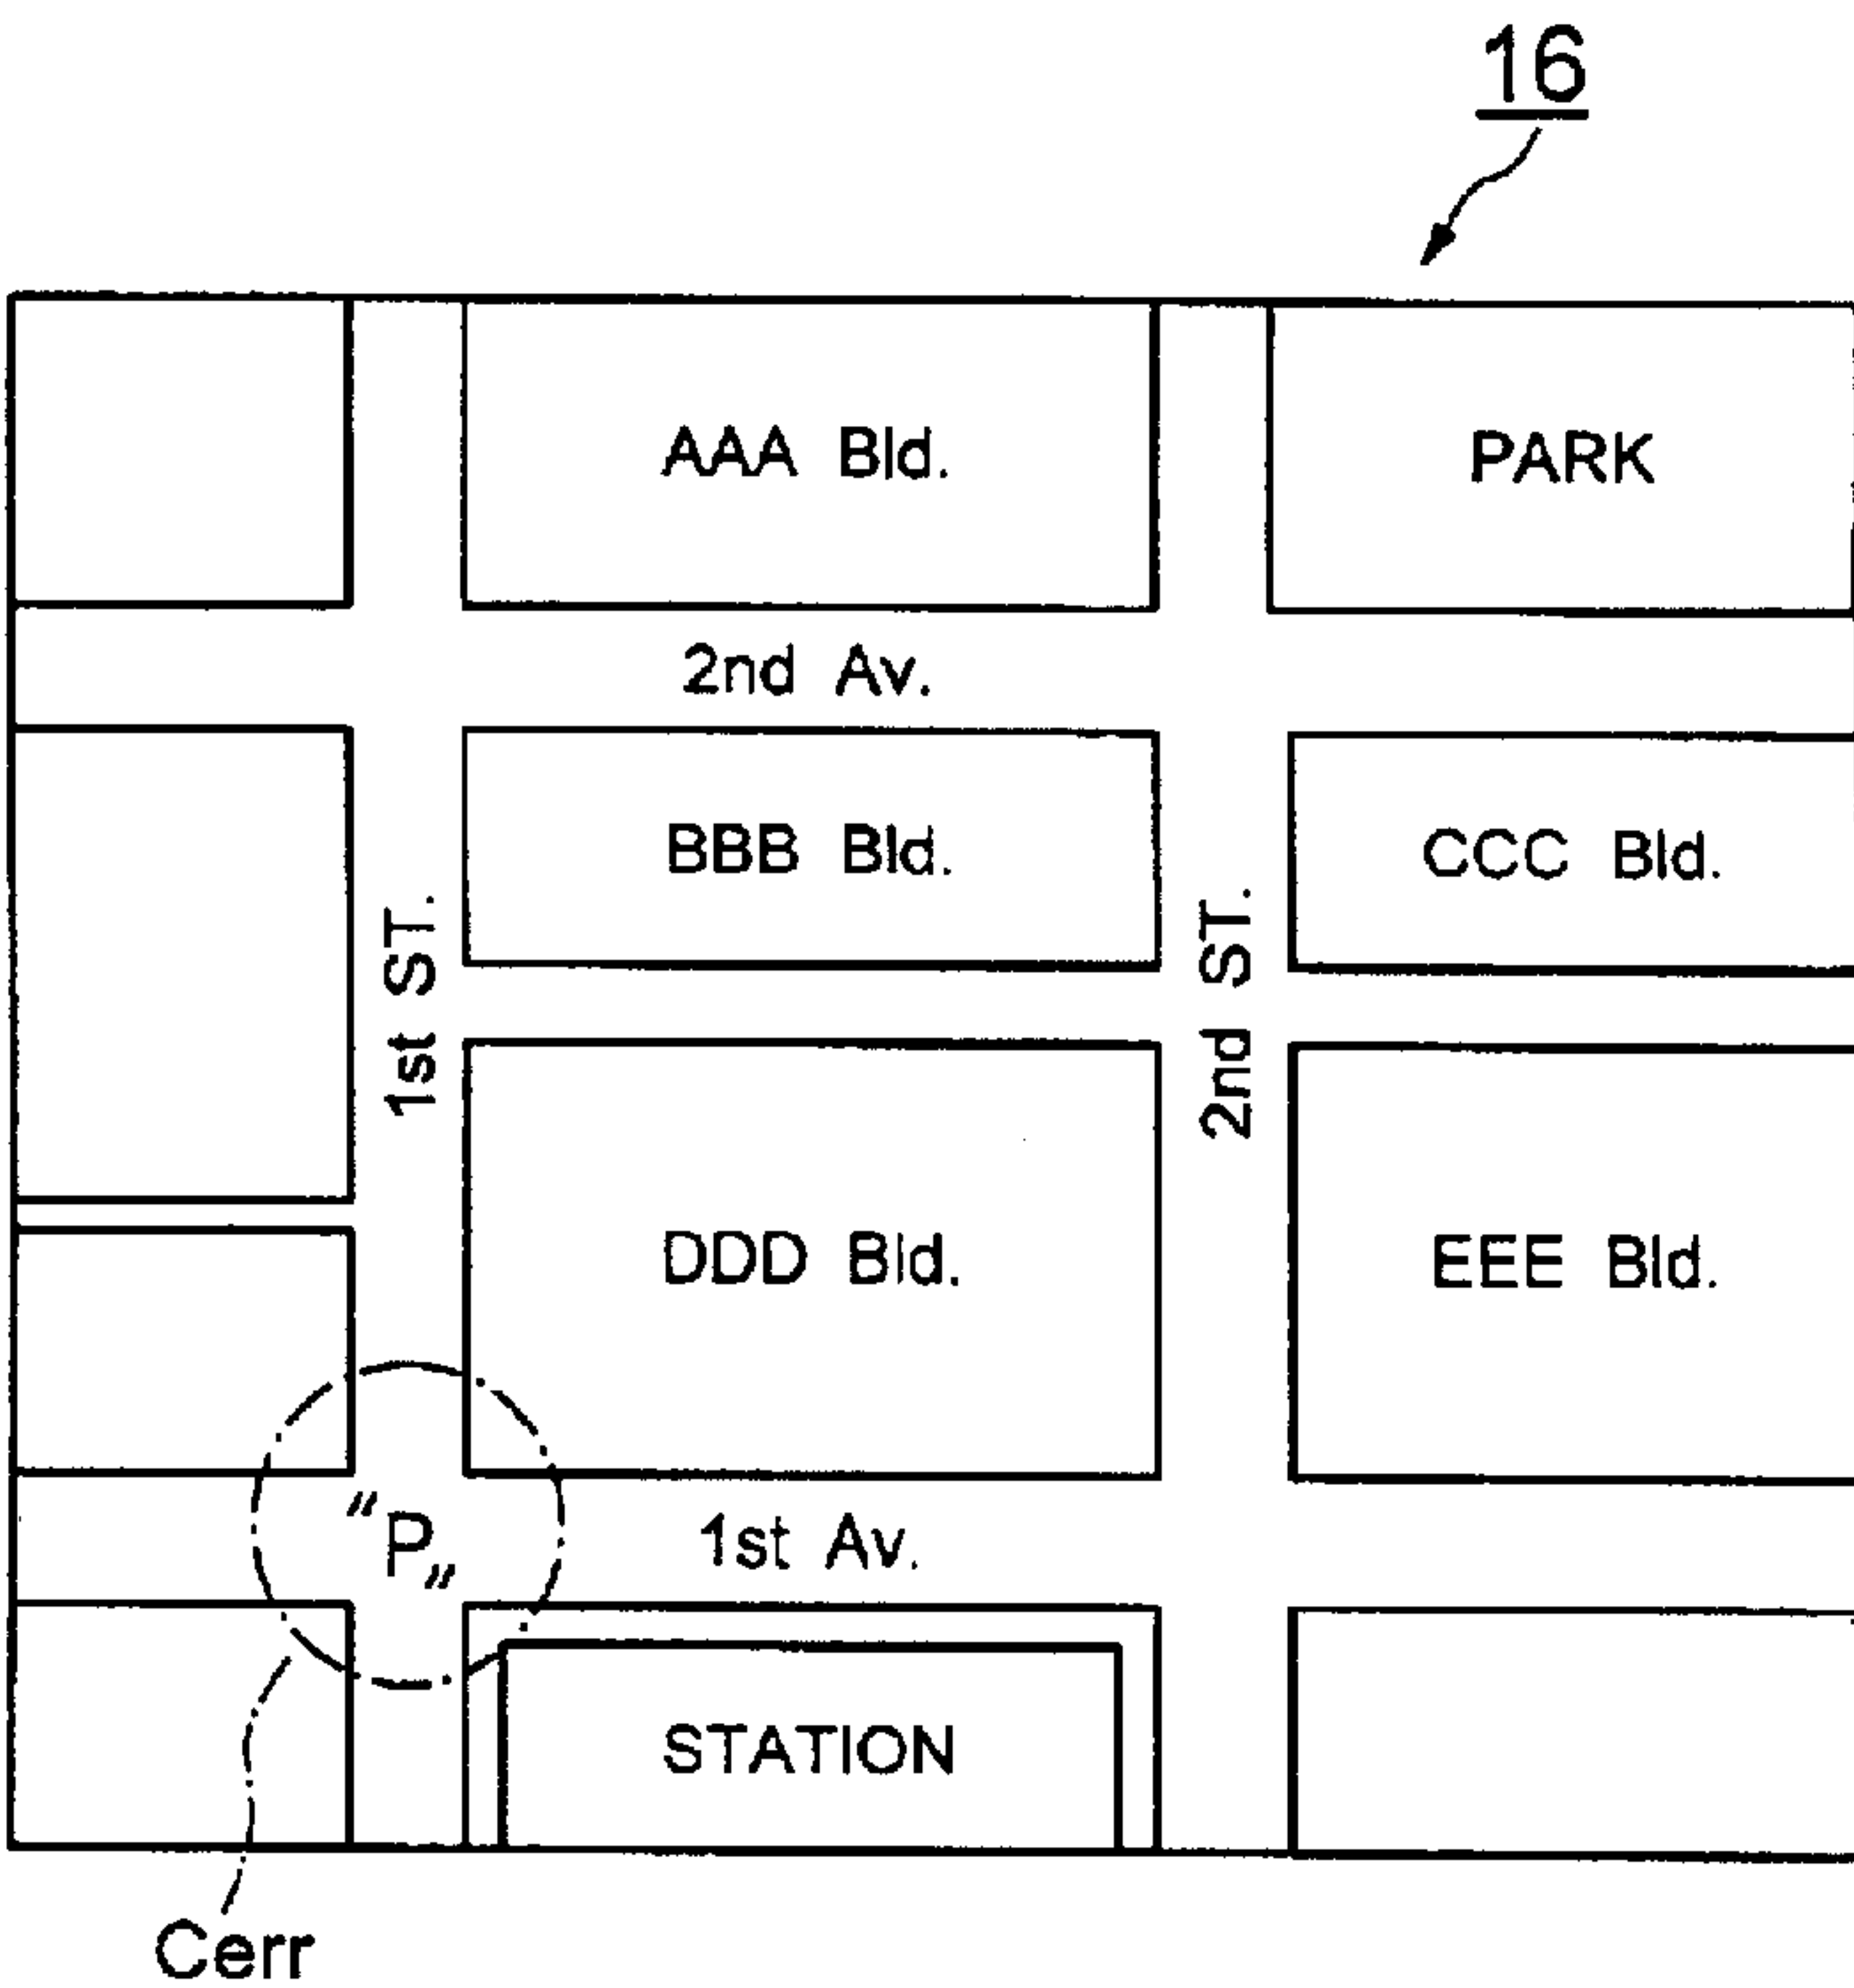 16
AAA Bld.
PARK
2nd Av.
BBB Bld.
CCC Bld.
1st ST.
2nd ST.
DDD Bld.
EEE Bld.
"P„
1st Av.
STATION
Cerr